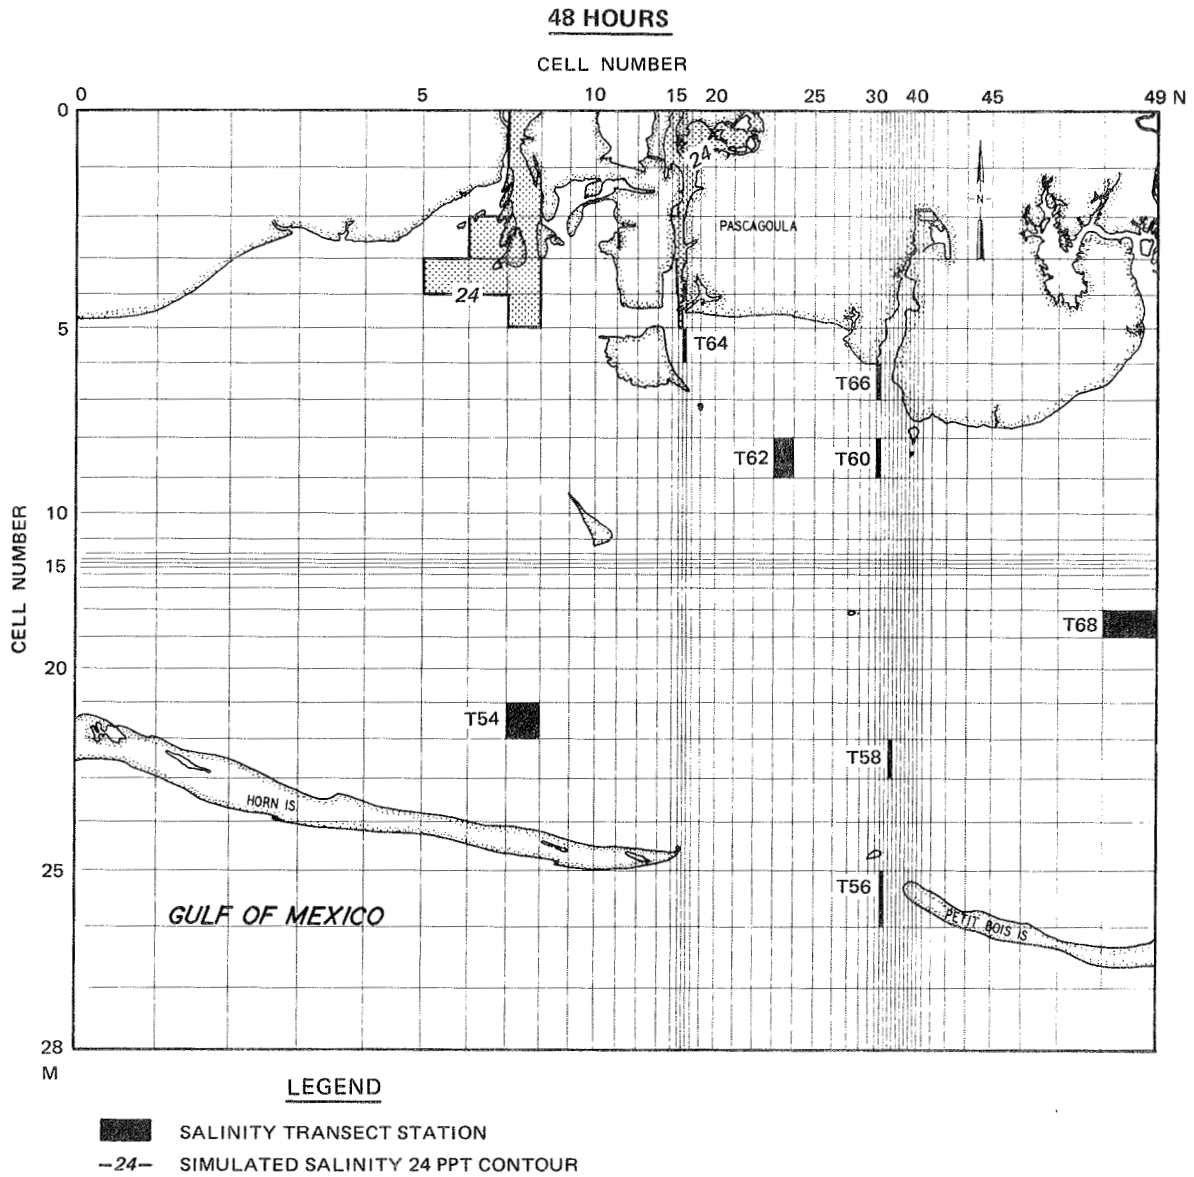 48 HOURS
CELL NUMBER
0 5 10 15 20 25 30 40 45 49 N
0
24
N
PASCAGOULA
24
5
T64
T66
T62 T60
CELL NUMBER
10
15
T68
20
T54
T58
HORN IS.
25
T56
GULF OF MEXICO
PETIT BOIS IS
28
M
LEGEND
SALINITY TRANSECT STATION
–24– SIMULATED SALINITY 24 PPT CONTOUR